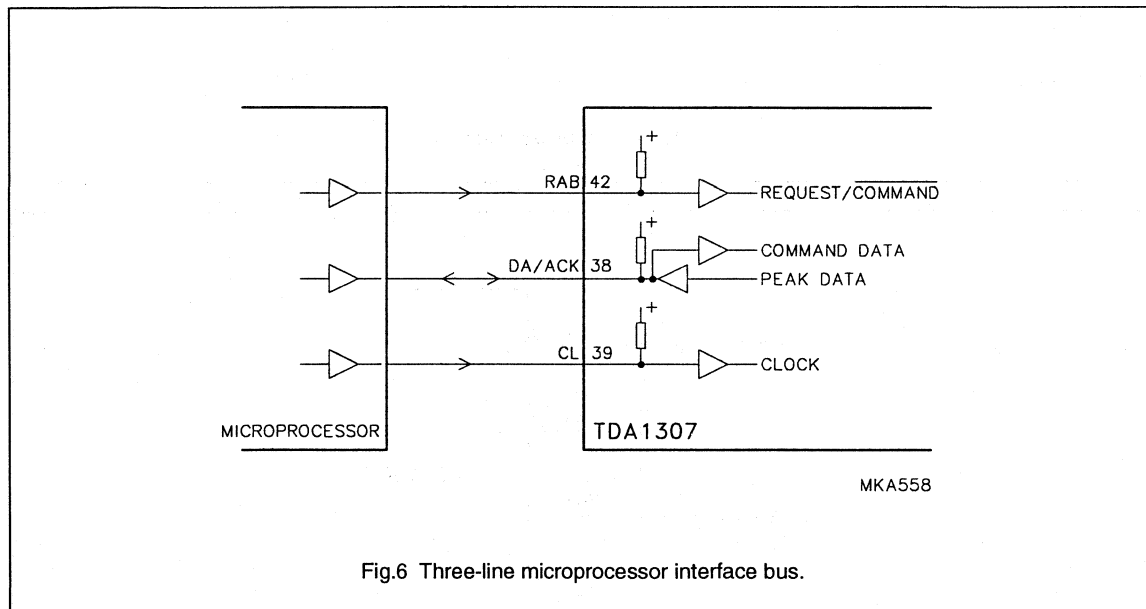 RAB 42
REQUEST/COMMAND
DA/ACK 38
COMMAND DATA
PEAK DATA
CL 39
CLOCK
MICROPROCESSOR
TDA1307
MKA558
Fig.6 Three-line microprocessor interface bus.
+
+
+